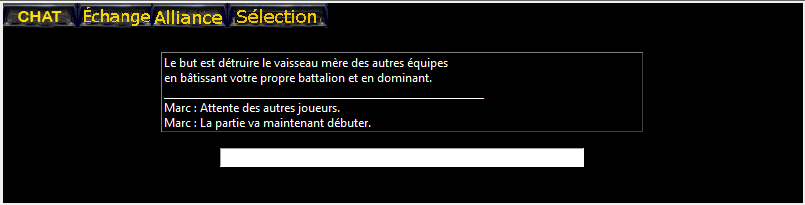 CHAT Échange Alliance Sélection
Le but est détruire le vaisseau mère des autres équipes
en bâtissant votre propre battalion et en dominant.
Marc : Attente des autres joueurs.
Marc : La partie va maintenant débuter.